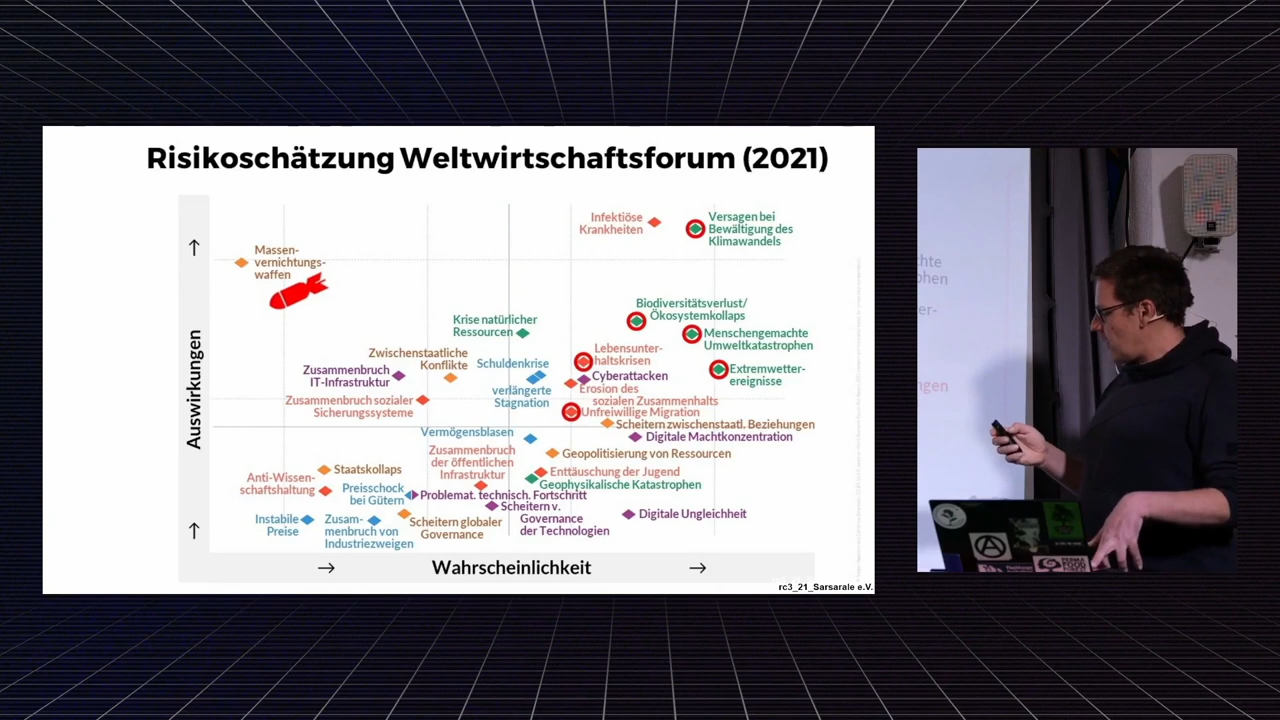 Risikoschätzung Weltwirtschaftsforum (2021)
Auswirkungen
Massen-
vernichtungs-
waffen
Infektiöse
Krankheiten
Versagen bei
Bewältigung des
Klimawandels
Biodiversitätsverlust/
Ökosystemkollaps
Krise natürlicher
Ressourcen
Menschengemachte
Umweltkatastrophen
Lebensunter-
haltskrisen
Zwischenstaatliche
Konflikte
Schuldenkrise
Zusammenbruch
IT-Infrastruktur
Cyberattacken
Extremwetter-
ereignisse
verlängerte
Stagnation
Erosion des
sozialen Zusammenhalts
Zusammenbruch sozialer
Sicherungssysteme
Unfreiwillige Migration
Scheitern zwischenstaatl. Beziehungen
Vermögensblasen
Digitale Machtkonzentration
Zusammenbruch
der öffentlichen
Infrastruktur
Geopolitisierung von Ressourcen
Staatskollaps
Enttäuschung der Jugend
Anti-Wissen-
schaftshaltung
Geophysikalische Katastrophen
Preisschock
bei Gütern
Problemat. technisch. Fortschritt
Scheitern v.
Governance
der Technologien
Digitale Ungleichheit
Instabile
Preise
Zusam-
menbruch von
Industriezweigen
Scheitern globaler
Governance
Wahrscheinlichkeit
rc3_21_Sarsarale e.V.
chte
phen
er-
ngen